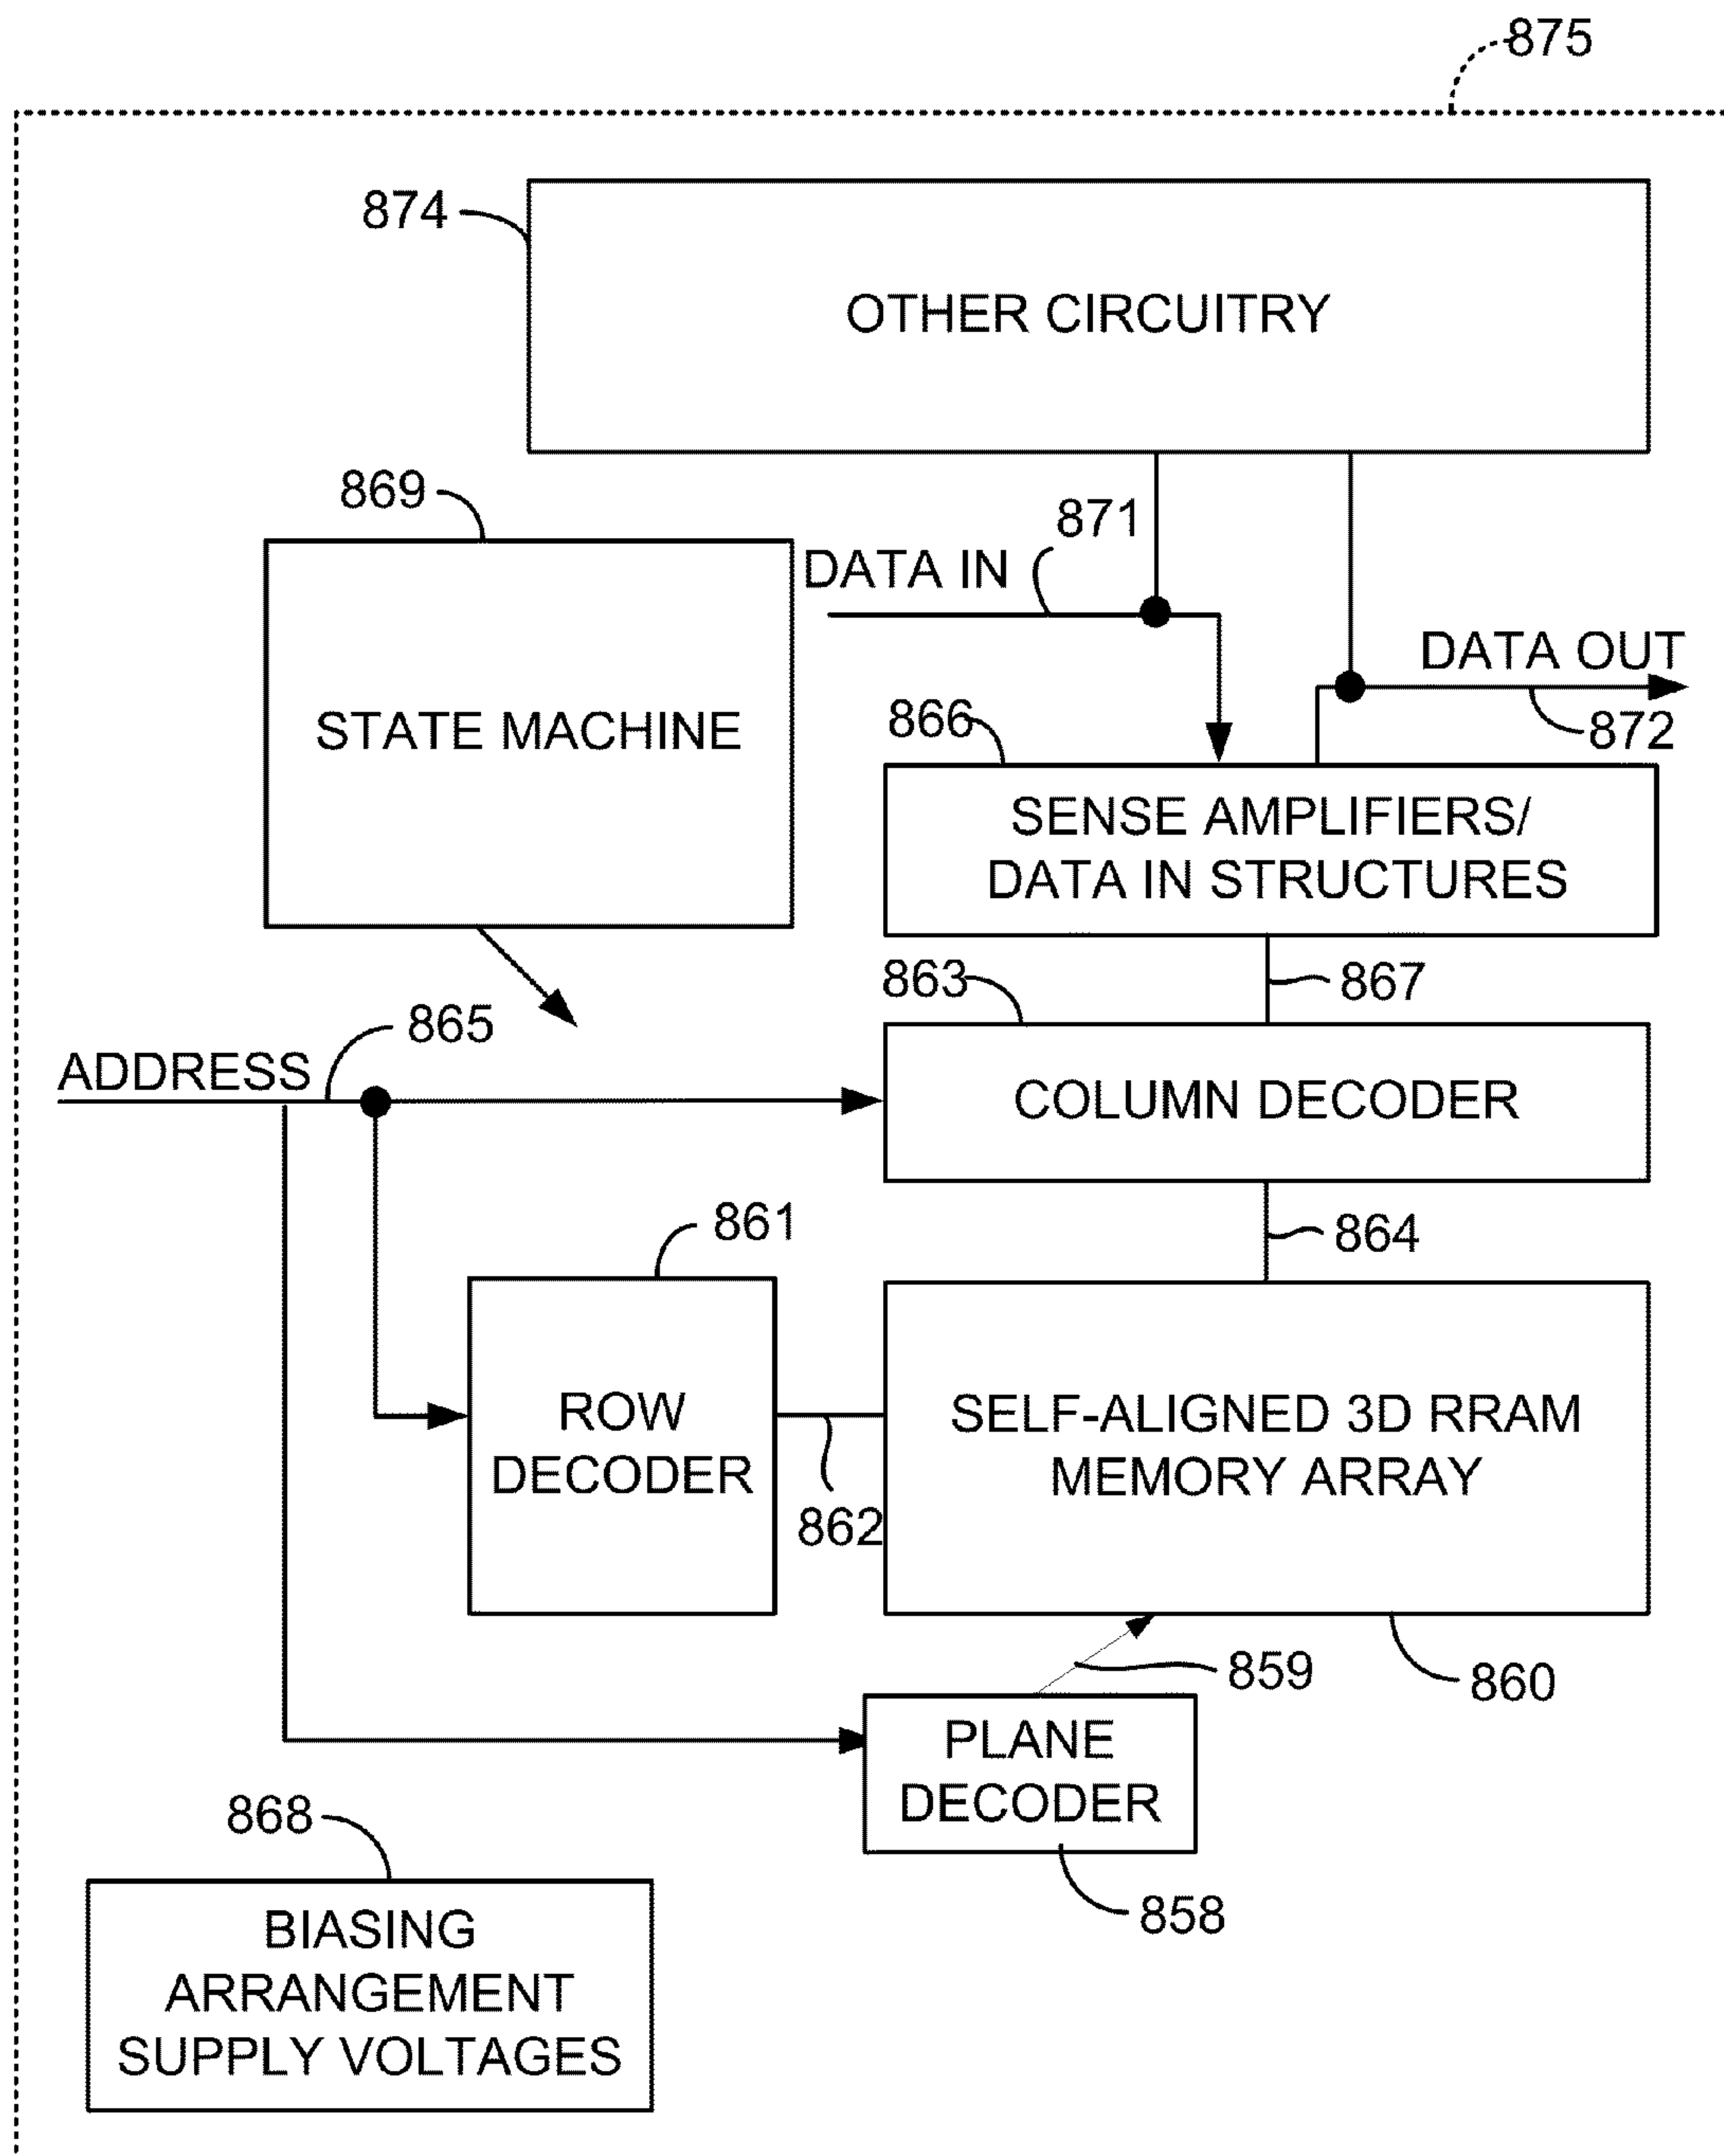 875
874
OTHER CIRCUITRY
869
871
DATA IN
STATE MACHINE
DATA OUT
872
866
SENSE AMPLIFIERS/
DATA IN STRUCTURES
863
867
865
ADDRESS
COLUMN DECODER
861
864
ROW
DECODER
862
SELF-ALIGNED 3D RRAM
MEMORY ARRAY
859
860
PLANE
DECODER
858
868
BIASING
ARRANGEMENT
SUPPLY VOLTAGES